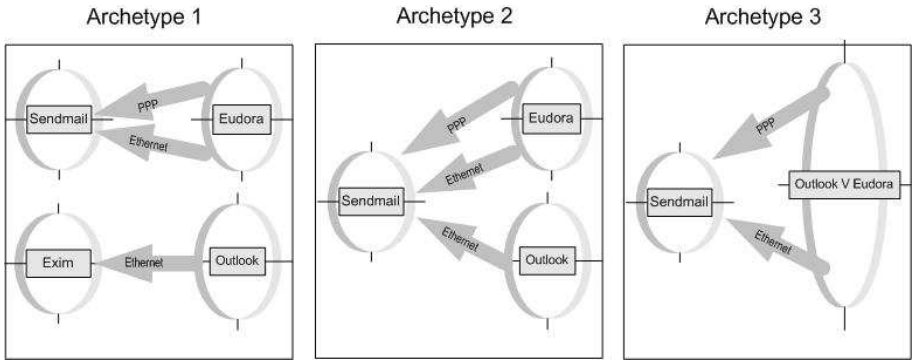 Archetype 1
Archetype 2
Archetype 3
Sendmail
PPP
Eudora
Ethernet
Exim
Ethernet
Outlook
Sendmail
PPP
Eudora
Ethernet
Ethernet
Outlook
Sendmail
PPP
Outlook V Eudora
Ethernet